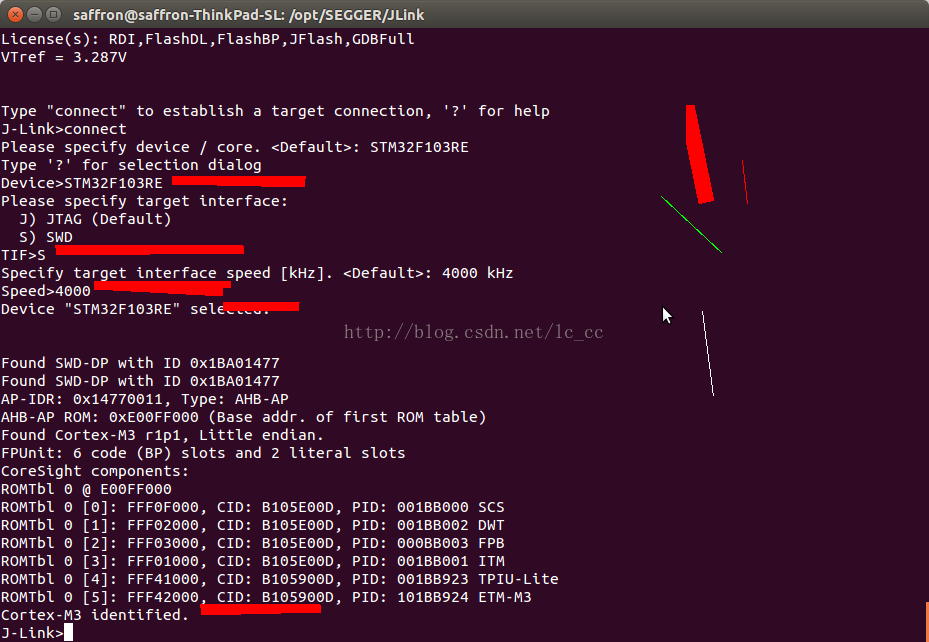 saffron@saffron-ThinkPad-SL: /opt/SEGGER/JLink
License(s): RDI,FlashDL,FlashBP,JFlash,GDBFull
VTref = 3.287V
Type "connect" to establish a target connection, '?' for help
J-Link>connect
Please specify device / core. <Default>: STM32F103RE
Type '?' for selection dialog
Device>STM32F103RE
Please specify target interface:
J) JTAG (Default)
S) SWD
TIF>S
Specify target interface speed [kHz]. <Default>: 4000 kHz
Speed>4000
Device "STM32F103RE" selected.
http://blog.csdn.net/lc_cc
Found SWD-DP with ID 0x1BA01477
Found SWD-DP with ID 0x1BA01477
AP-IDR: 0x14770011, Type: AHB-AP
AHB-AP ROM: 0xE00FF000 (Base addr. of first ROM table)
Found Cortex-M3 r1p1, Little endian.
FPUnit: 6 code (BP) slots and 2 literal slots
CoreSight components:
ROMTbl 0 @ E00FF000
ROMTbl 0 [0]: FFF0F000, CID: B105E00D, PID: 001BB000 SCS
ROMTbl 0 [1]: FFF02000, CID: B105E00D, PID: 001BB002 DWT
ROMTbl 0 [2]: FFF03000, CID: B105E00D, PID: 000BB003 FPB
ROMTbl 0 [3]: FFF01000, CID: B105E00D, PID: 001BB001 ITM
ROMTbl 0 [4]: FFF41000, CID: B105900D, PID: 001BB923 TPIU-Lite
ROMTbl 0 [5]: FFF42000, CID: B105900D, PID: 101BB924 ETM-M3
Cortex-M3 identified.
J-Link>